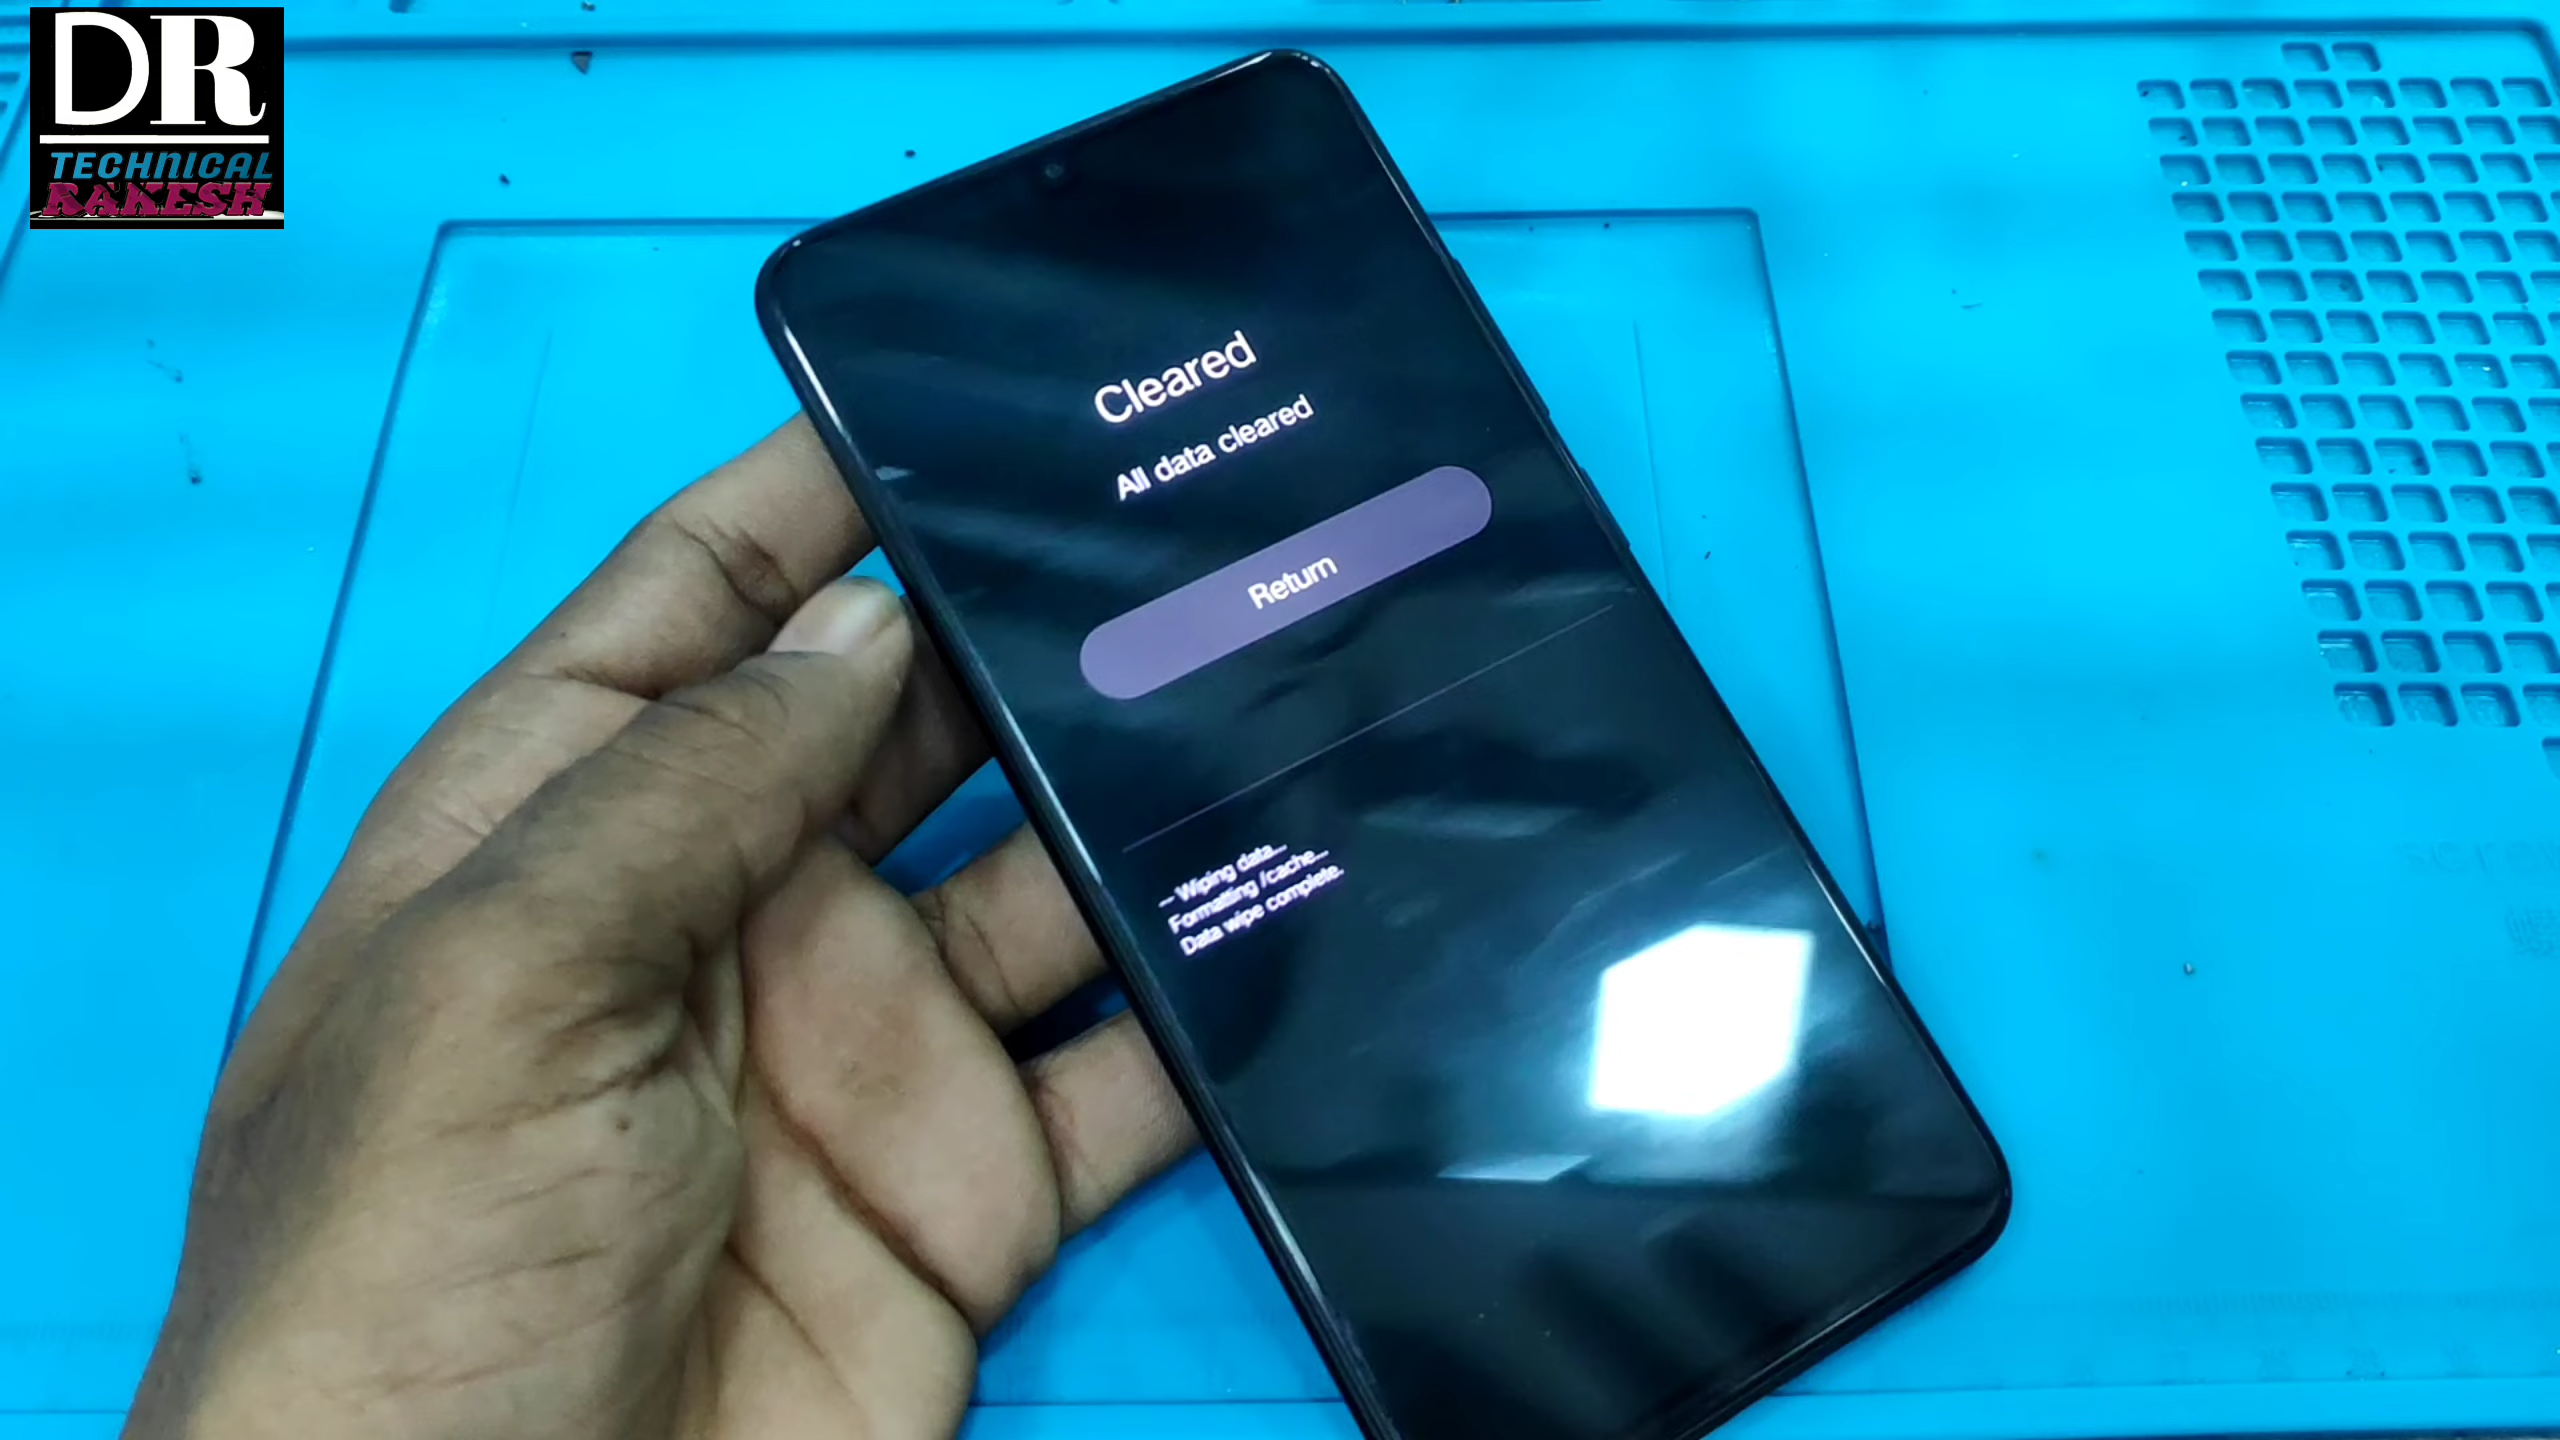 DR
TECHNICAL
RAKESH
Cleared
All data cleared
Return
-- Wiping data...
Formatting /cache...
Data wipe complete.